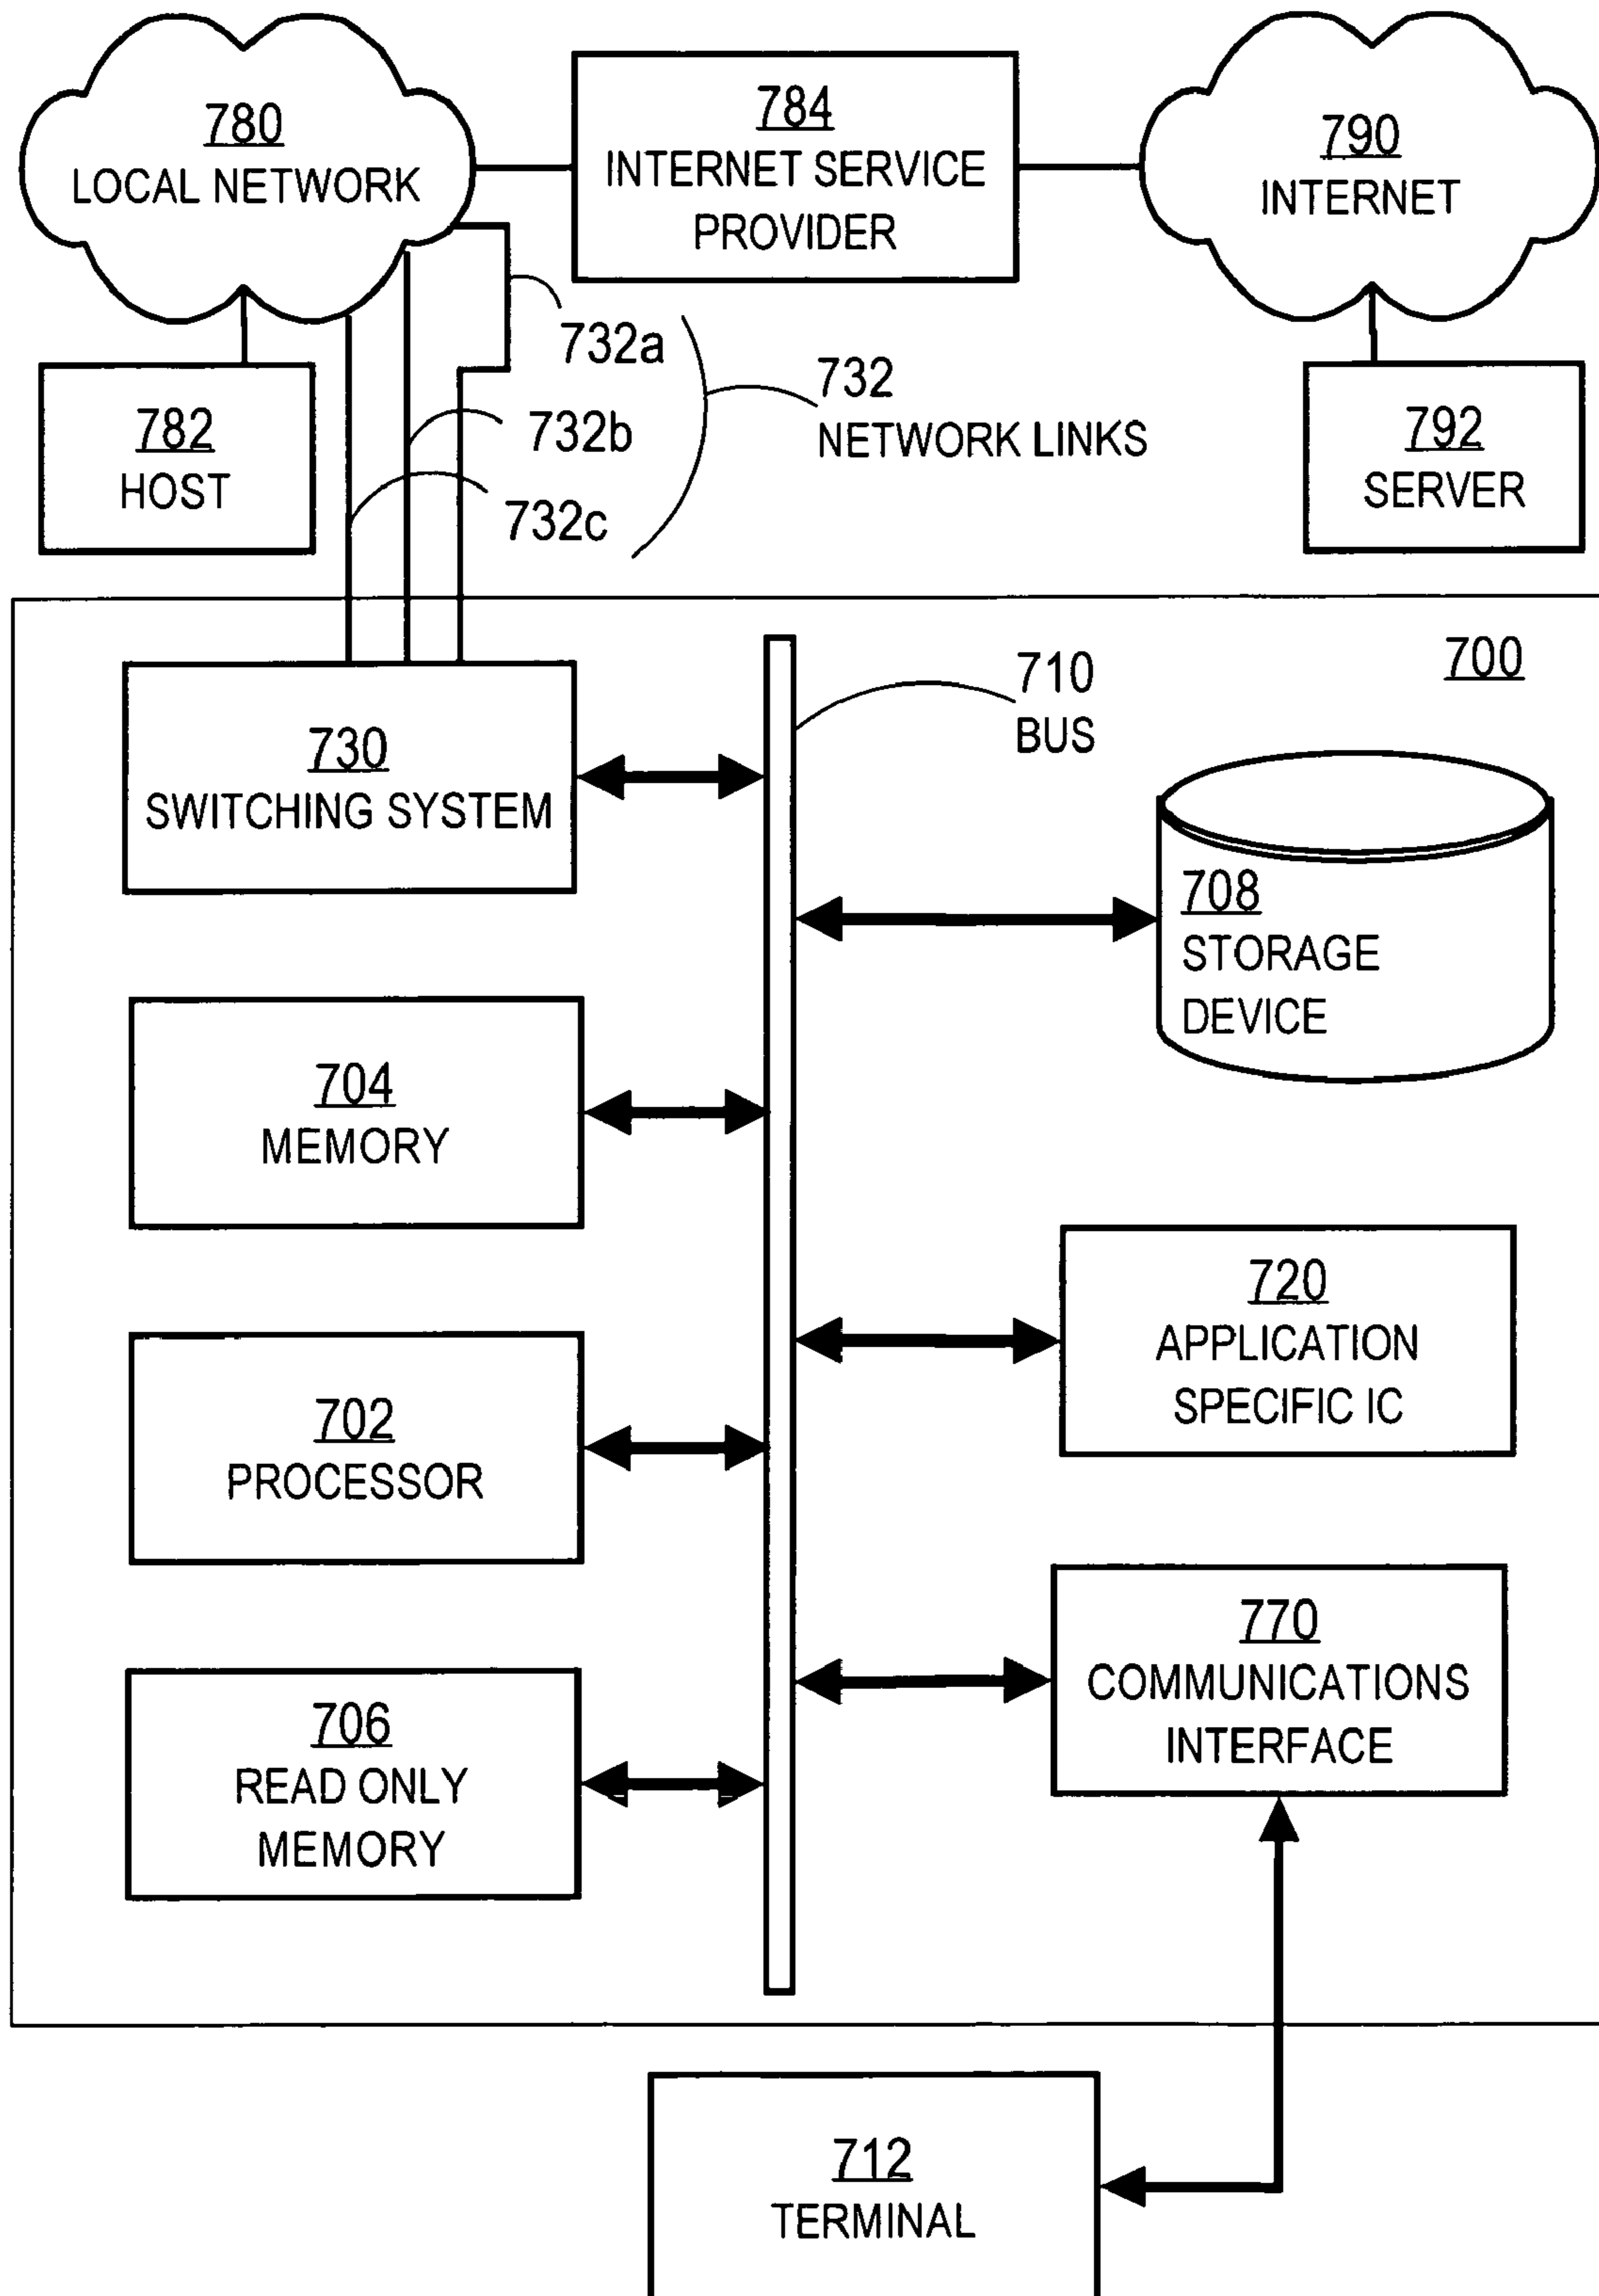 780
LOCAL NETWORK
784
INTERNET SERVICE
PROVIDER
790
INTERNET
732a
732
NETWORK LINKS
732b
732c
782
HOST
792
SERVER
700
710
BUS
730
SWITCHING SYSTEM
708
STORAGE
DEVICE
704
MEMORY
720
APPLICATION
SPECIFIC IC
702
PROCESSOR
770
COMMUNICATIONS
INTERFACE
706
READ ONLY
MEMORY
712
TERMINAL